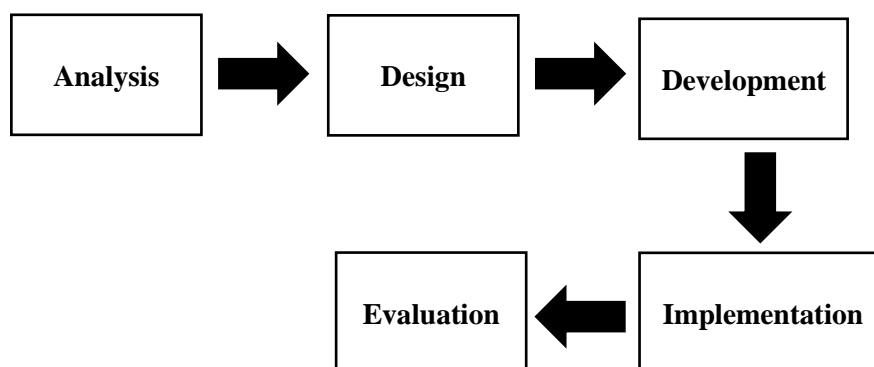 Analysis
Design
Development
Implementation
Evaluation